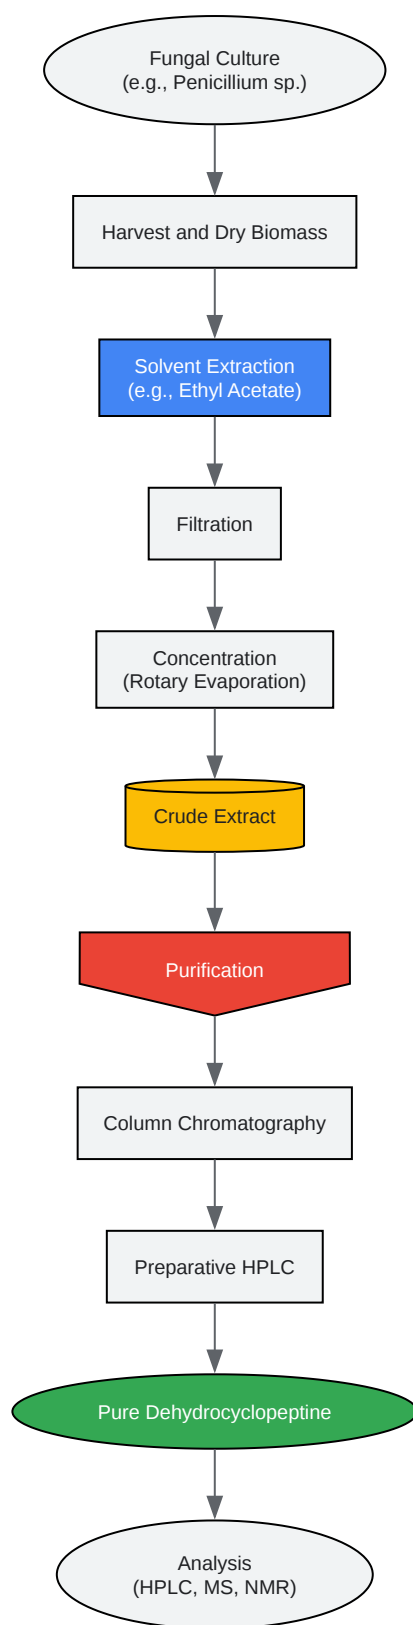 Fungal Culture
(e.g., Penicillium sp.)
Harvest and Dry Biomass
Solvent Extraction
(e.g., Ethyl Acetate)
Filtration
Concentration
(Rotary Evaporation)
Crude Extract
Purification
Column Chromatography
Preparative HPLC
Pure Dehydrocyclopeptine
Analysis
(HPLC, MS, NMR)